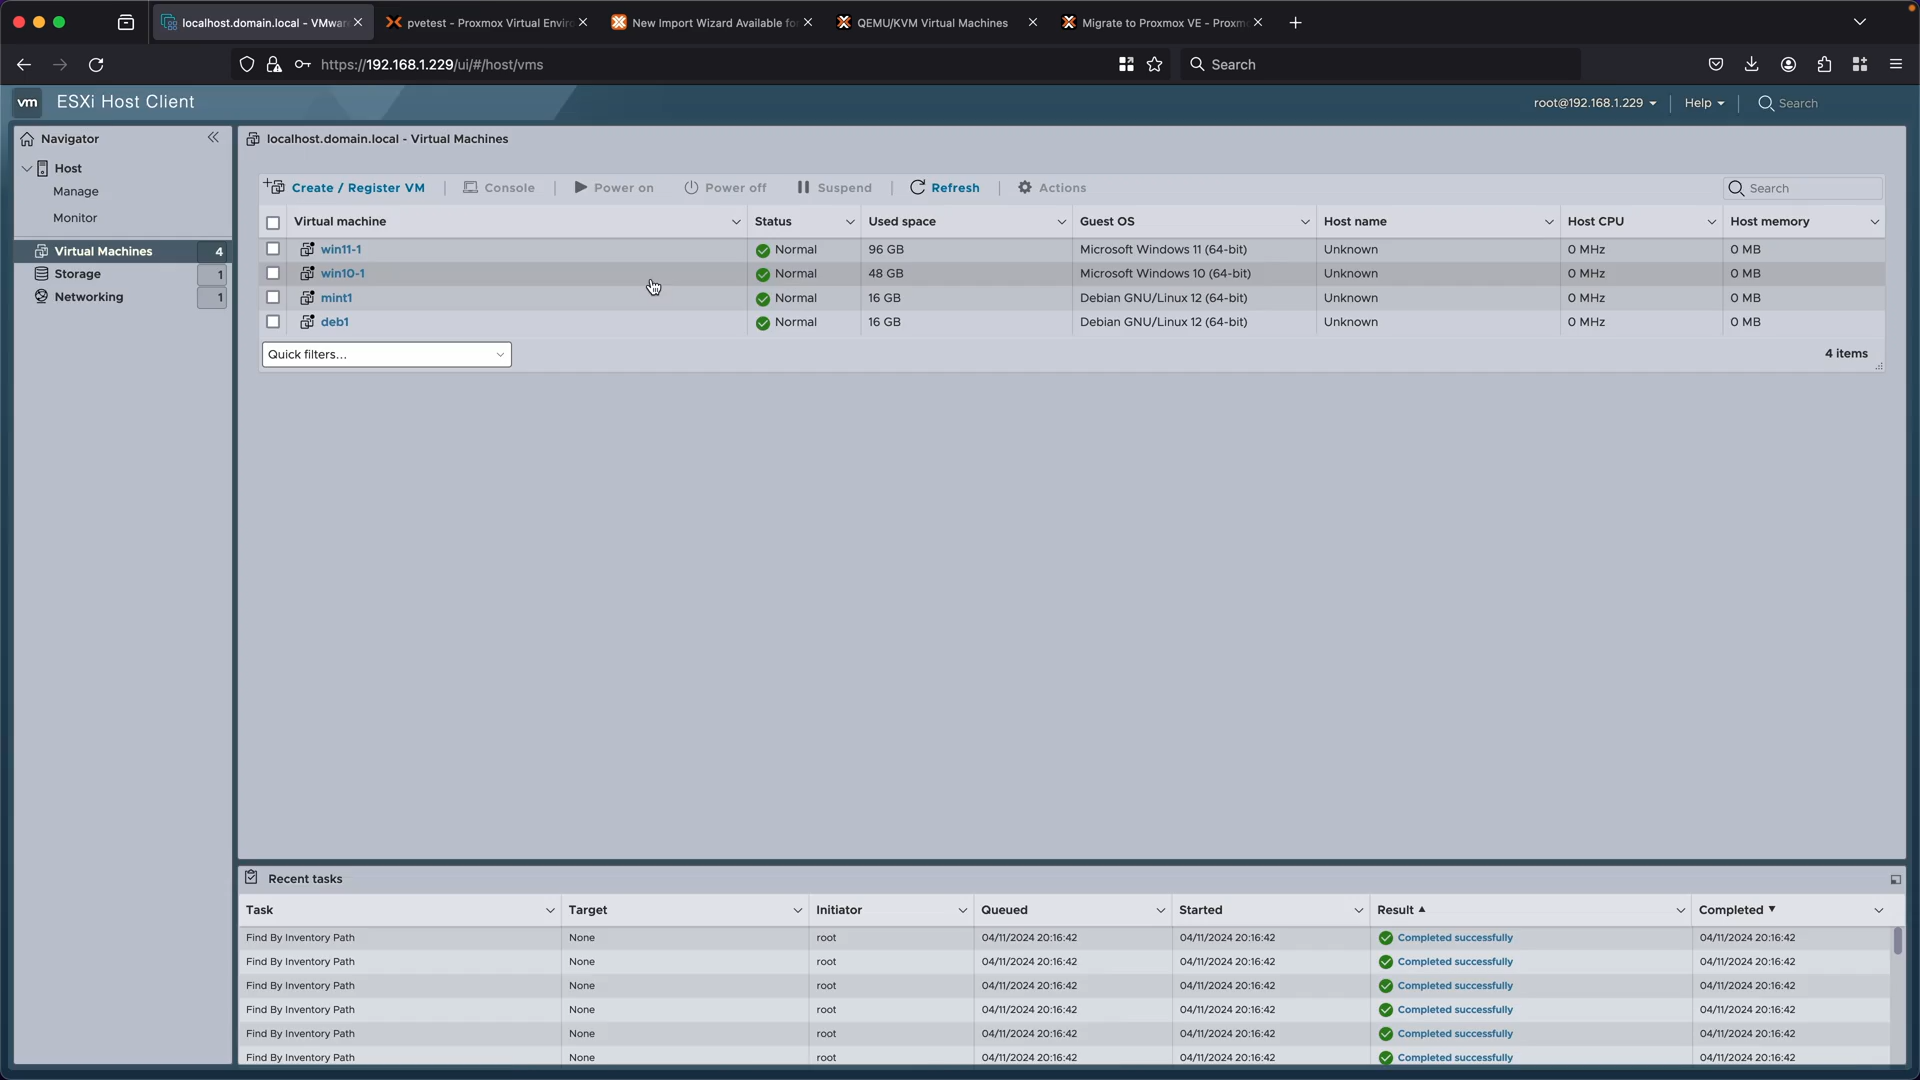 localhost.domain.local - VMwar
pvetest - Proxmox Virtual Enviro
New Import Wizard Available fo
QEMU/KVM Virtual Machines
Migrate to Proxmox VE - Proxm
https://192.168.1.229/ui/#/host/vms
Search
vm ESXi Host Client
root@192.168.1.229
Help
Search
Navigator
Host
Manage
Monitor
Virtual Machines 4
Storage 1
Networking 1
localhost.domain.local - Virtual Machines
Create / Register VM | Console | Power on Power off Suspend | Refresh | Actions
Search
Virtual machine Status Used space Guest OS Host name Host CPU Host memory
win11-1 Normal 96 GB Microsoft Windows 11 (64-bit) Unknown 0 MHz 0 MB
win10-1 Normal 48 GB Microsoft Windows 10 (64-bit) Unknown 0 MHz 0 MB
mint1 Normal 16 GB Debian GNU/Linux 12 (64-bit) Unknown 0 MHz 0 MB
deb1 Normal 16 GB Debian GNU/Linux 12 (64-bit) Unknown 0 MHz 0 MB
Quick filters...
4 items
Recent tasks
Task Target Initiator Queued Started Result Completed
Find By Inventory Path None root 04/11/2024 20:16:42 04/11/2024 20:16:42 Completed successfully 04/11/2024 20:16:42
Find By Inventory Path None root 04/11/2024 20:16:42 04/11/2024 20:16:42 Completed successfully 04/11/2024 20:16:42
Find By Inventory Path None root 04/11/2024 20:16:42 04/11/2024 20:16:42 Completed successfully 04/11/2024 20:16:42
Find By Inventory Path None root 04/11/2024 20:16:42 04/11/2024 20:16:42 Completed successfully 04/11/2024 20:16:42
Find By Inventory Path None root 04/11/2024 20:16:42 04/11/2024 20:16:42 Completed successfully 04/11/2024 20:16:42
Find By Inventory Path None root 04/11/2024 20:16:42 04/11/2024 20:16:42 Completed successfully 04/11/2024 20:16:42